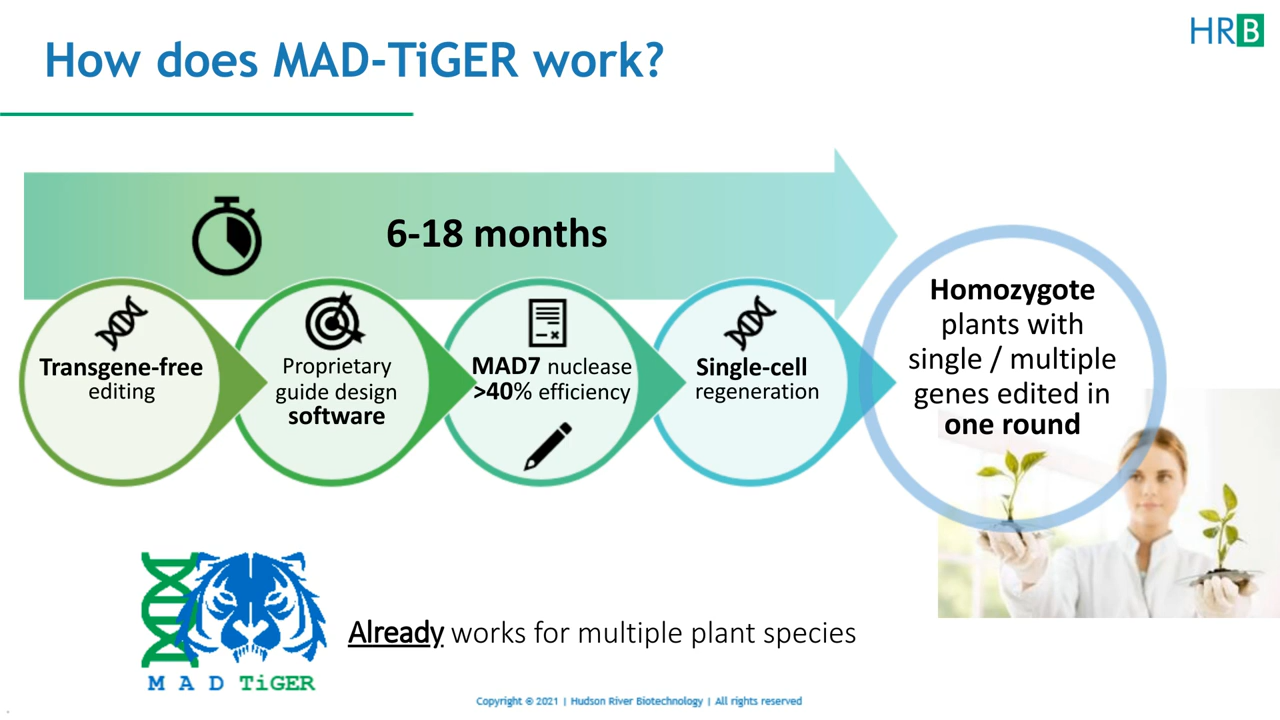 How does MAD-TiGER work?
HRB
6-18 months
Transgene-free
editing
Proprietary
guide design
software
MAD7 nuclease
>40% efficiency
Single-cell
regeneration
Homozygote
plants with
single / multiple
genes edited in
one round
MAD TiGER
Already works for multiple plant species
Copyright © 2021 | Hudson River Biotechnology | All rights reserved